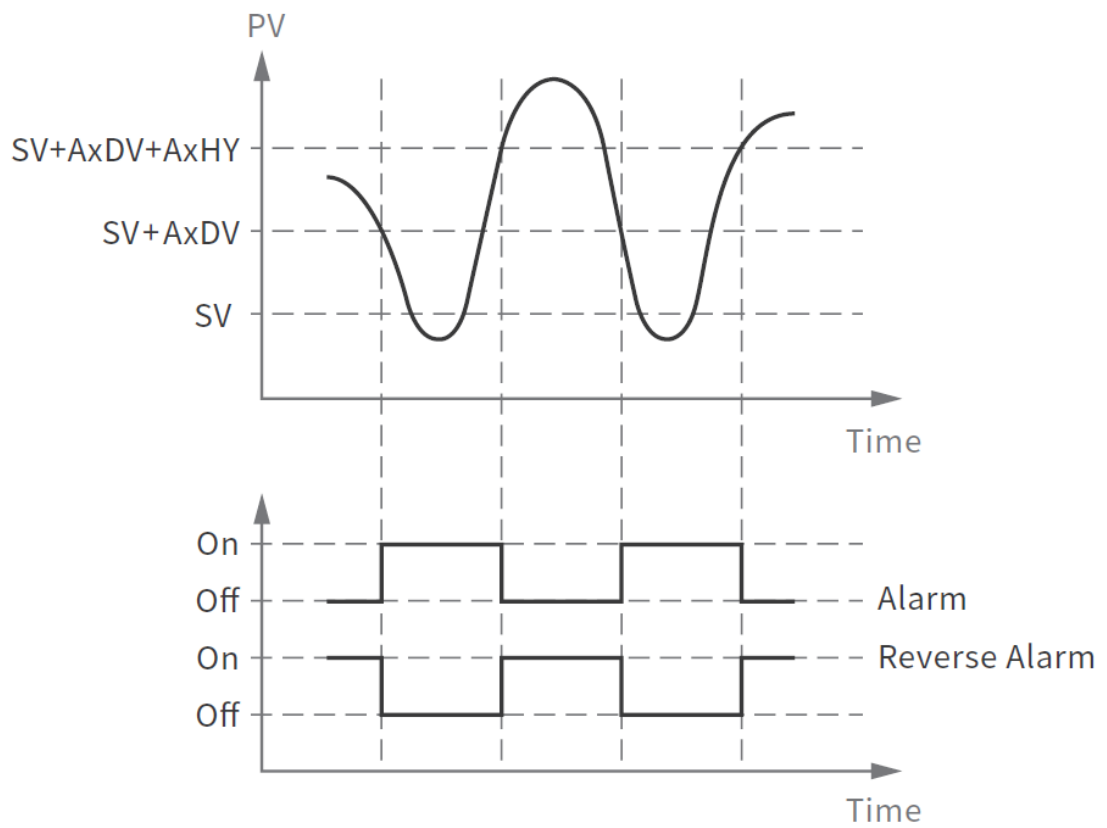 PV
SV+AxDV+AxHY
SV+AxDV
SV
Time
On
Off
Alarm
On
Reverse Alarm
Off
Time